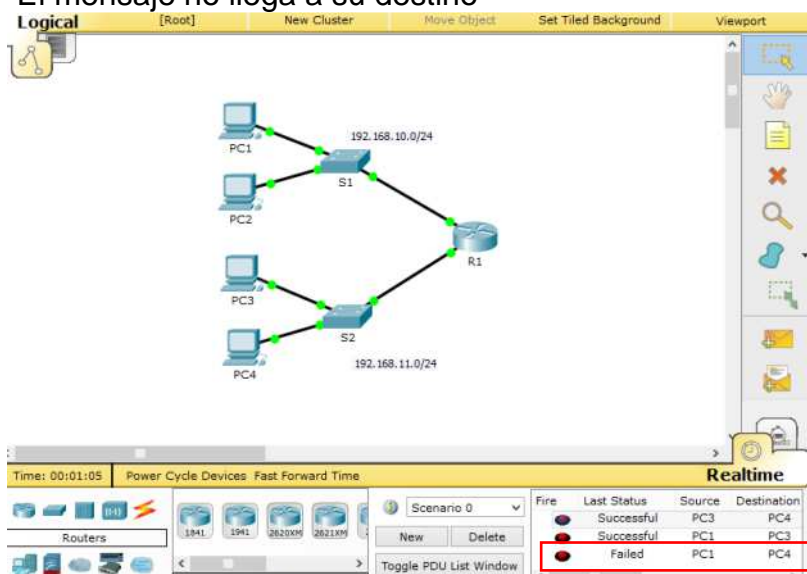 El mensaje no llega a su destino
Logical [Root] New Cluster Move Object Set Tiled Background Viewport
PC1
192.168.10.0/24
S1
PC2
R1
PC3
S2
192.168.11.0/24
PC4
Time: 00:01:05 Power Cycle Devices Fast Forward Time Realtime
Routers
1841 1941 2620XM 2621XM
Scenario 0
New Delete
Toggle PDU List Window
Fire Last Status Source Destination
Successful PC3 PC4
Successful PC1 PC3
Failed PC1 PC4